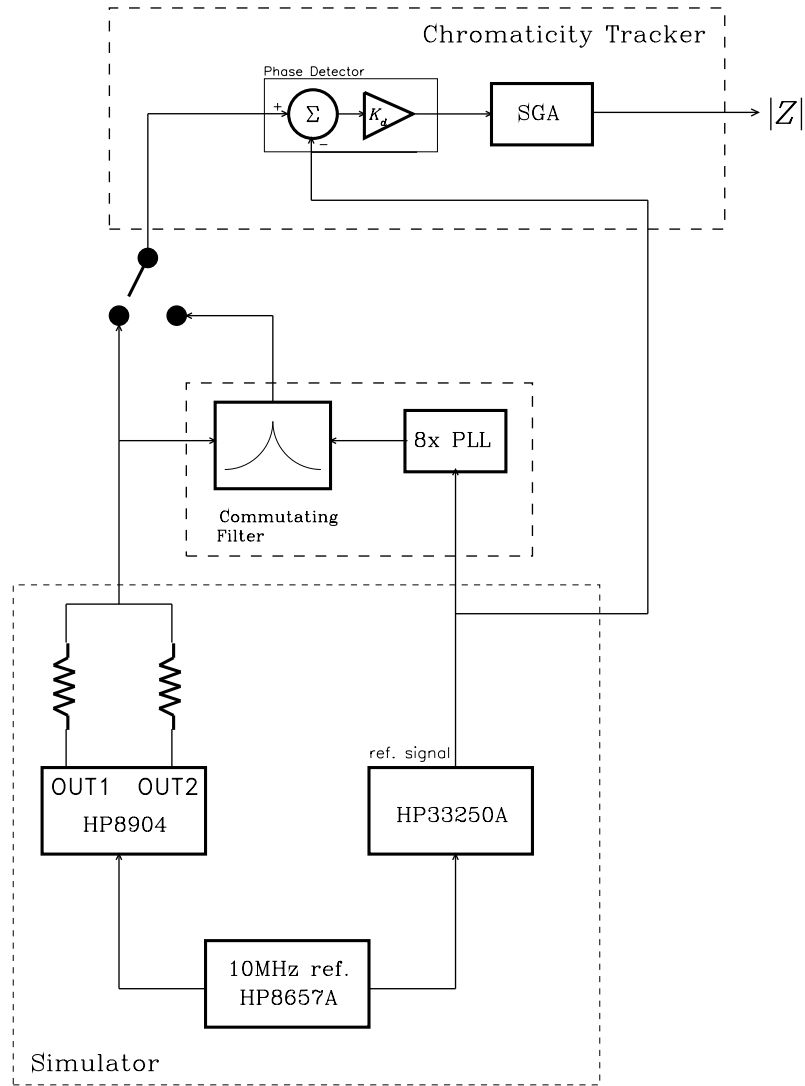 Chromaticity Tracker
Phase Detector
+
Σ
K_d
SGA
|Z|
−
8x PLL
Commutating
Filter
ref. signal
OUT1 OUT2
HP8904
HP33250A
10MHz ref.
HP8657A
Simulator